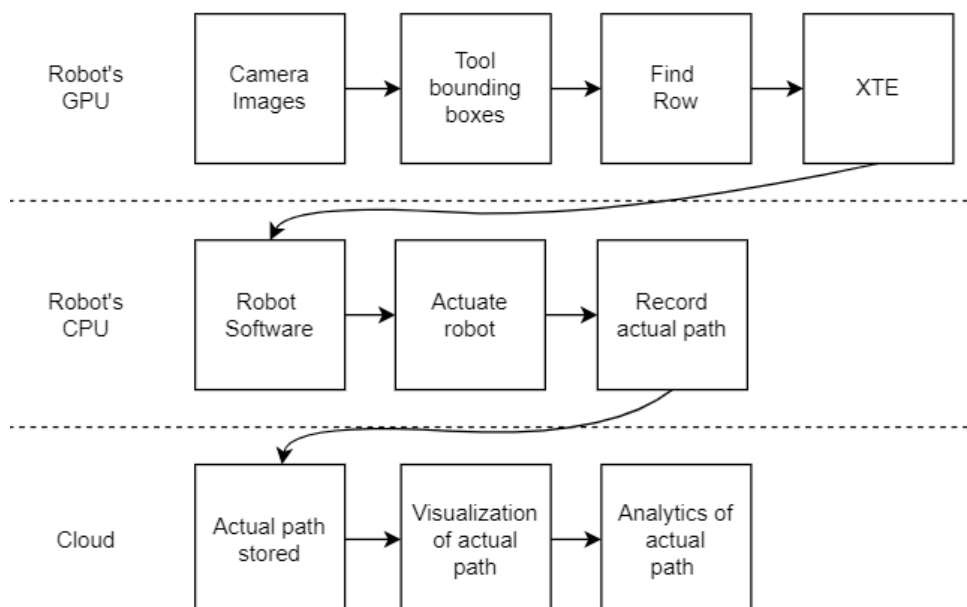 Robot's
GPU
Camera
Images
Tool
bounding
boxes
Find
Row
XTE
Robot's
CPU
Robot
Software
Actuate
robot
Record
actual path
Cloud
Actual path
stored
Visualization
of actual
path
Analytics of
actual
path